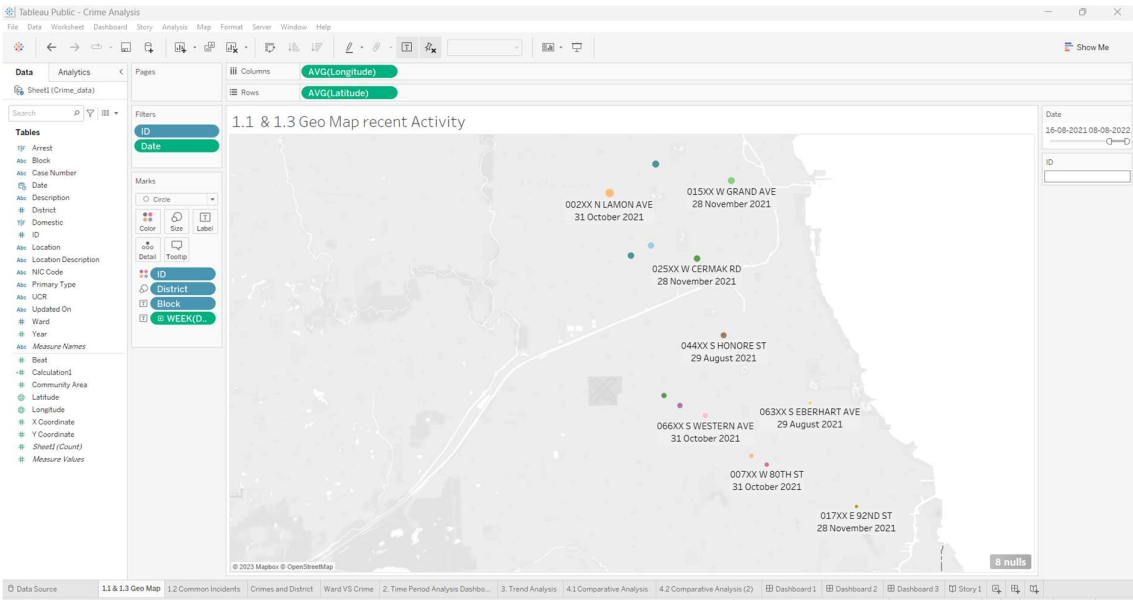 Tableau Public - Crime Analysis
File Data Worksheet Dashboard Story Analysis Map Format Server Window Help
Show Me
Data Analytics
Sheet1 (Crime_data)
Search
Tables
T|F Arrest
Abc Block
Abc Case Number
Date
Abc Description
# District
T|F Domestic
# ID
Abc Location
Abc Location Description
Abc NIC Code
Abc Primary Type
Abc UCR
Abc Updated On
# Ward
# Year
Abc Measure Names
# Beat
=# Calculation1
# Community Area
Latitude
Longitude
# X Coordinate
# Y Coordinate
# Sheet1 (Count)
# Measure Values
Pages
Filters
ID
Date
Marks
Circle
Color Size Label
Detail Tooltip
ID
District
Block
WEEK(D..
Columns AVG(Longitude)
Rows AVG(Latitude)
1.1 & 1.3 Geo Map recent Activity
015XX W GRAND AVE
28 November 2021
002XX N LAMON AVE
31 October 2021
025XX W CERMAK RD
28 November 2021
044XX S HONORE ST
29 August 2021
063XX S EBERHART AVE
29 August 2021
066XX S WESTERN AVE
31 October 2021
007XX W 80TH ST
31 October 2021
017XX E 92ND ST
28 November 2021
© 2023 Mapbox © OpenStreetMap
8 nulls
Date
16-08-2021 08-08-2022
ID
Data Source 1.1 & 1.3 Geo Map 1.2 Common Incidents Crimes and District Ward VS Crime 2. Time Period Analysis Dashbo... 3. Trend Analysis 4.1 Comparative Analysis 4.2 Comparative Analysis (2) Dashboard 1 Dashboard 2 Dashboard 3 Story 1